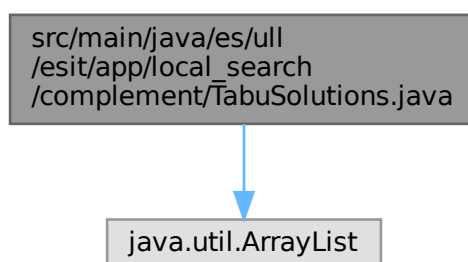 src/main/java/es/ull
/esit/app/local_search
/complement/TabuSolutions.java
java.util.ArrayList